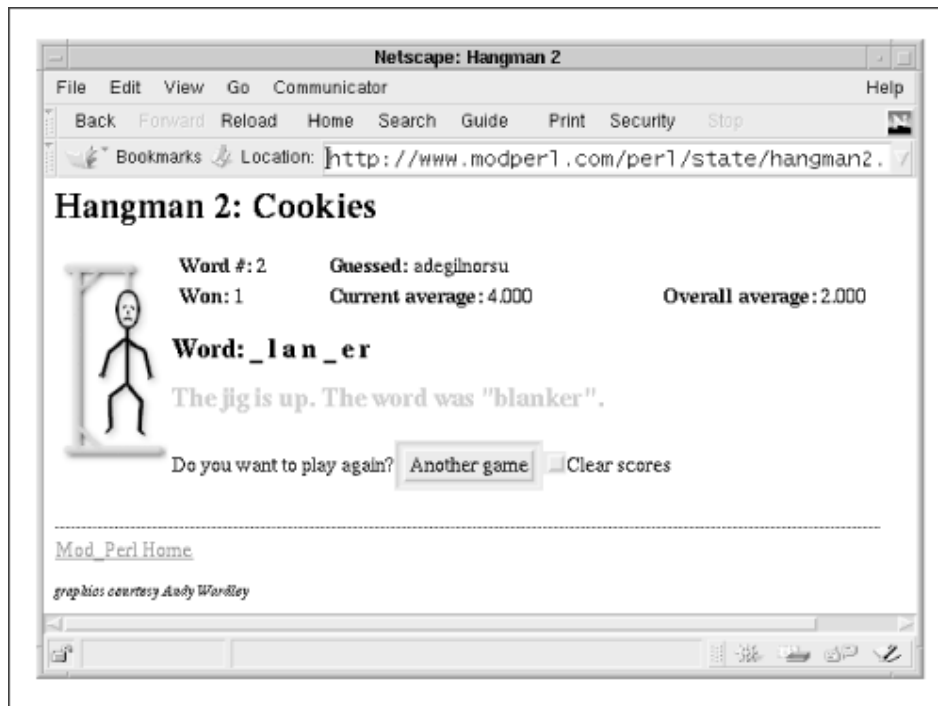 Netscape: Hangman 2
File Edit View Go Communicator Help
Back Forward Reload Home Search Guide Print Security Stop
Bookmarks Location: http://www.modperl.com/perl/state/hangman2.
Hangman 2: Cookies
Word #: 2 Guessed: adegilnorsu
Won: 1 Current average: 4.000 Overall average: 2.000
Word: _ l a n _ e r
The jig is up. The word was "blanker".
Do you want to play again? Another game Clear scores
Mod_Perl Home
graphics courtesy Andy Wardley